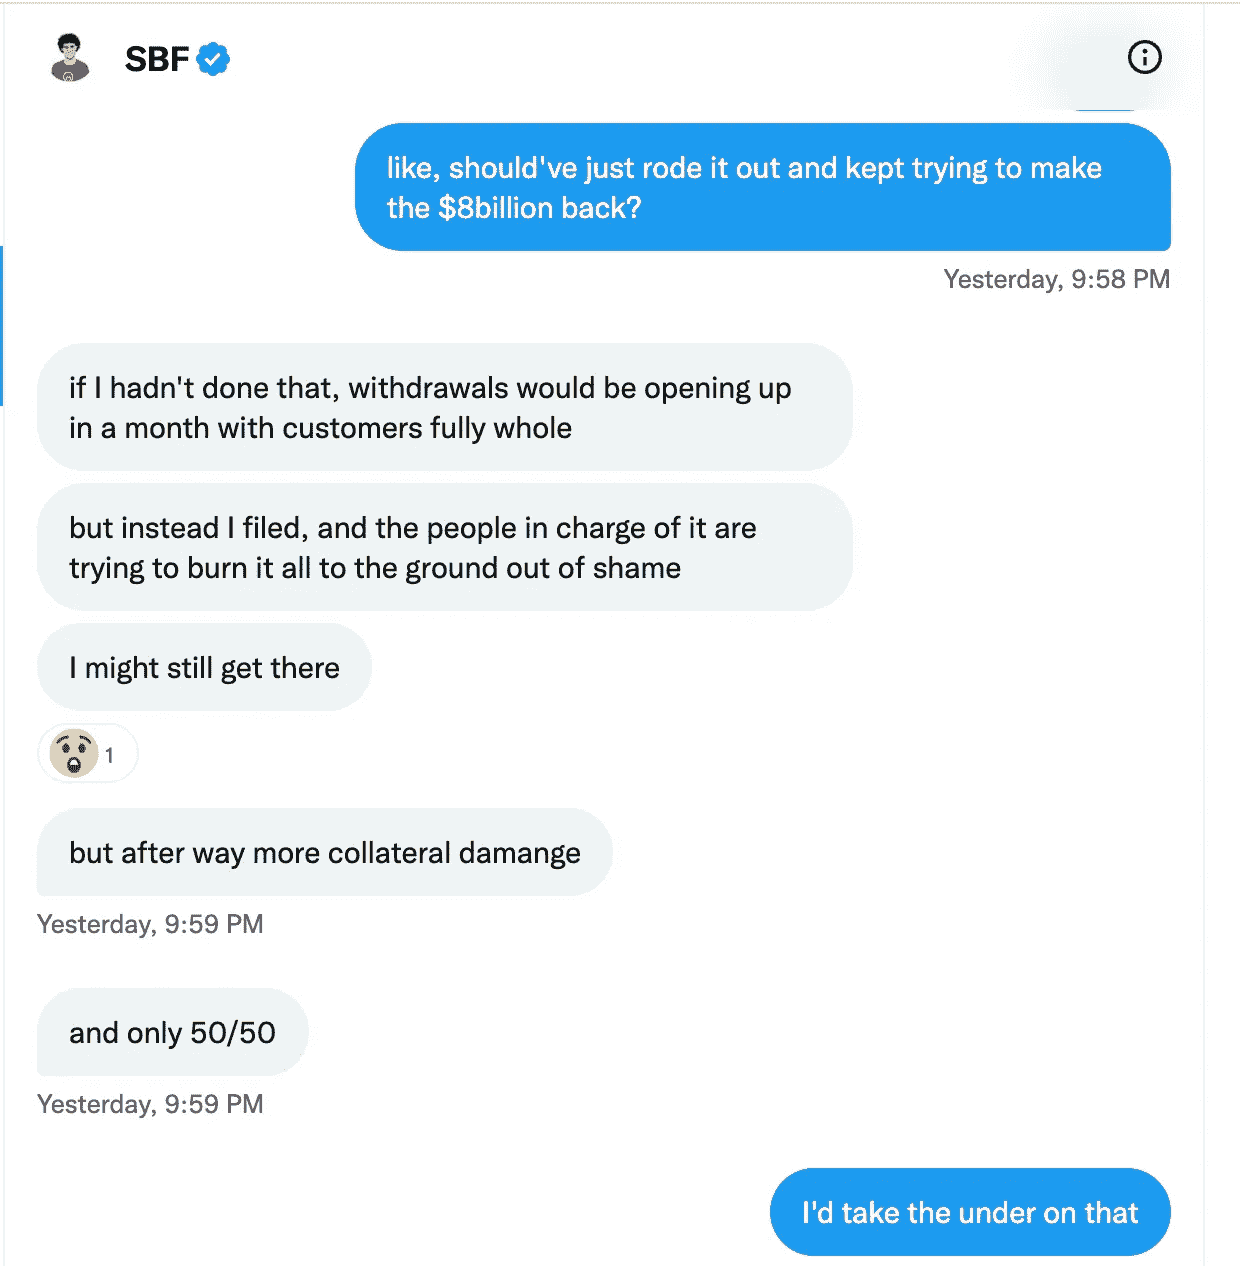 SBF
like, should've just rode it out and kept trying to make
the $8billion back?
Yesterday, 9:58 PM
if I hadn't done that, withdrawals would be opening up
in a month with customers fully whole
but instead I filed, and the people in charge of it are
trying to burn it all to the ground out of shame
I might still get there
1
but after way more collateral damange
Yesterday, 9:59 PM
and only 50/50
Yesterday, 9:59 PM
I'd take the under on that